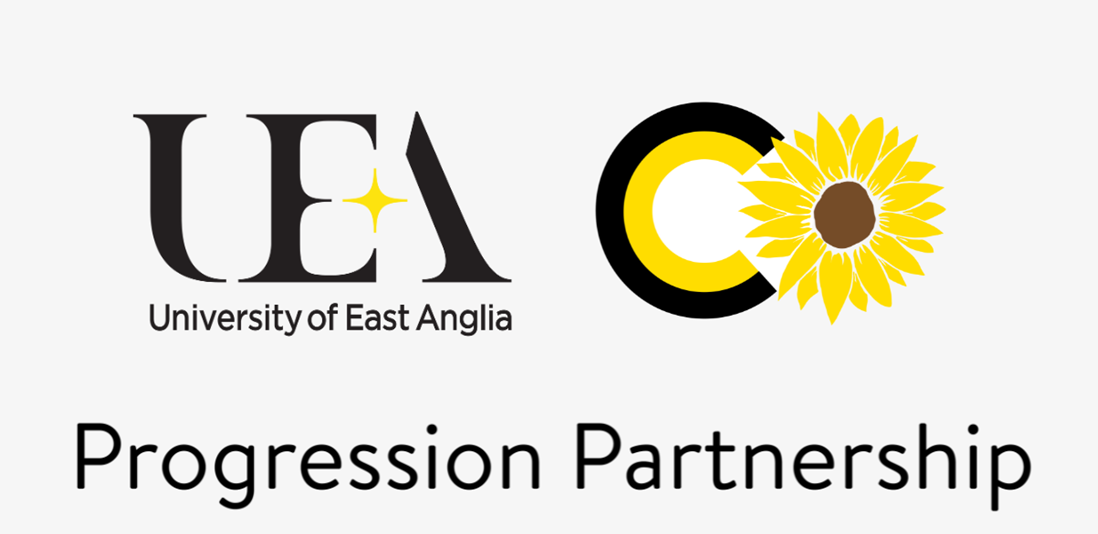 UEA
University of East Anglia
Progression Partnership